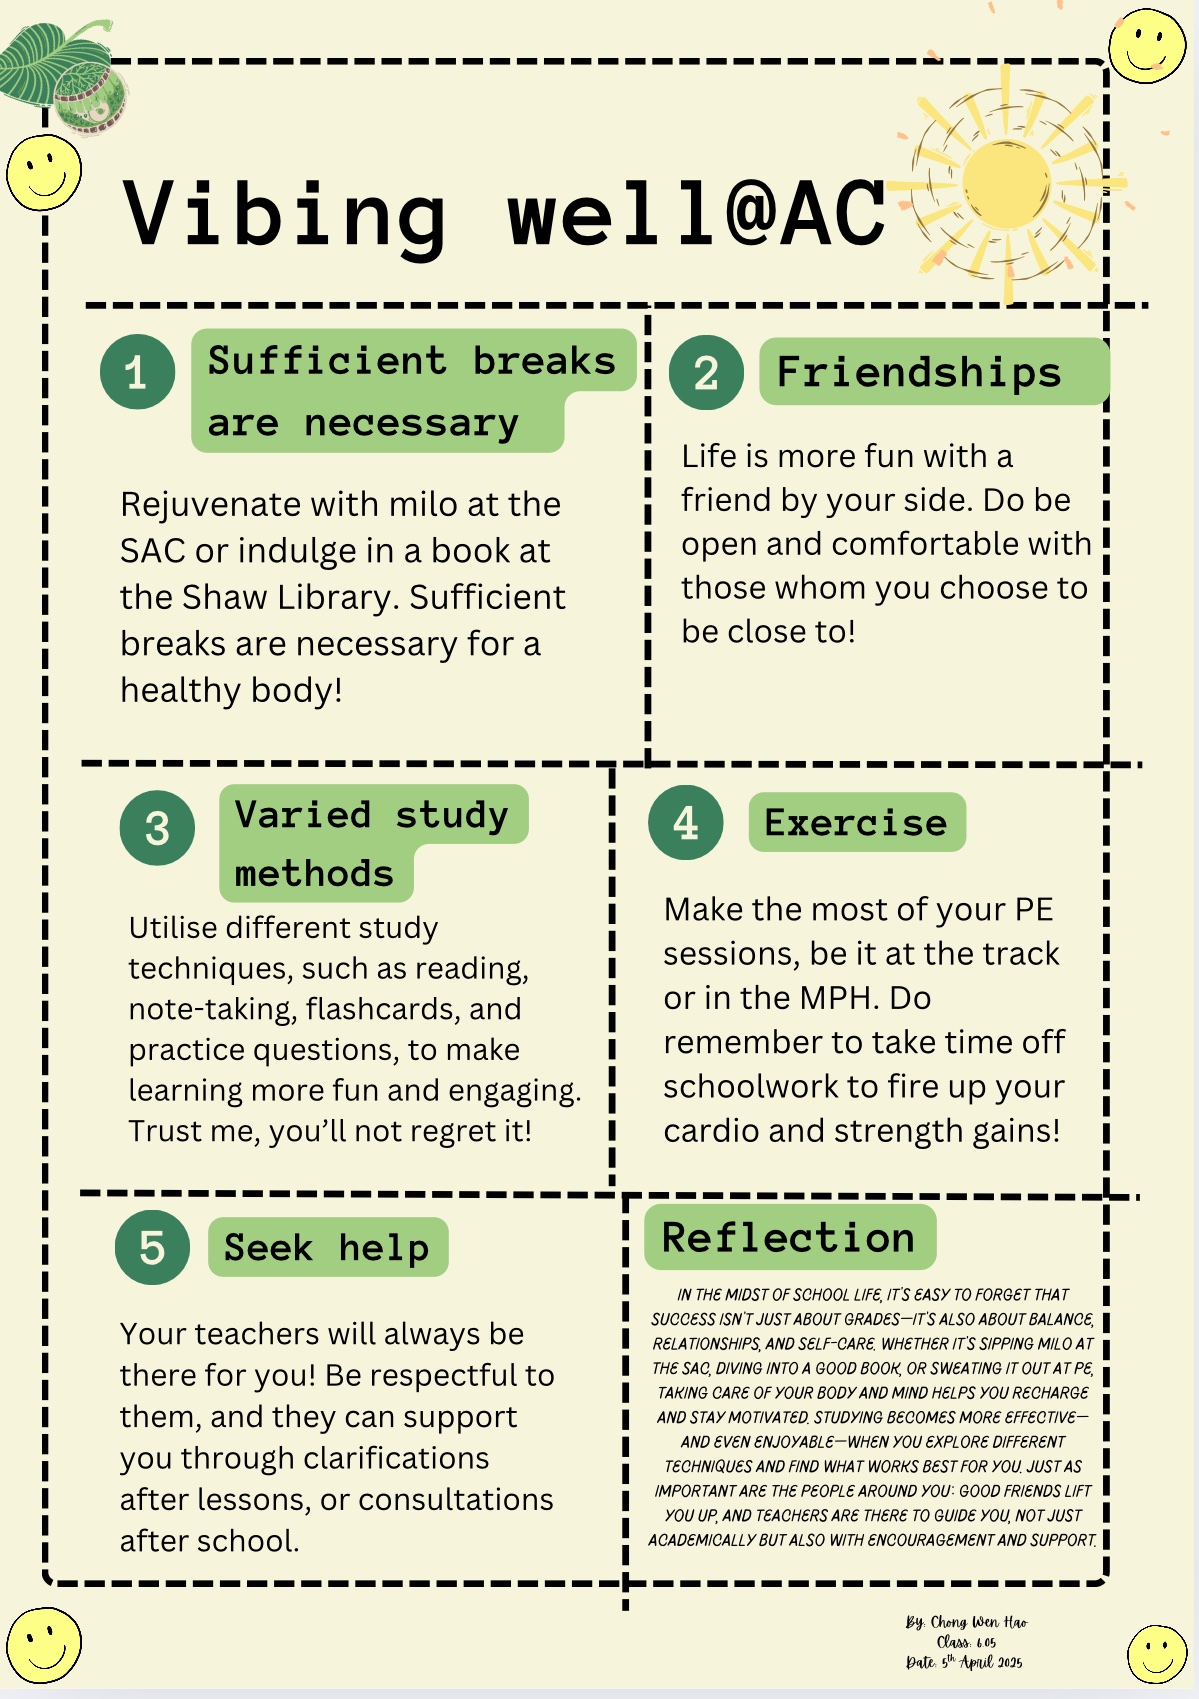 Vibing well@AC
1
Sufficient breaks
are necessary
Rejuvenate with milo at the
SAC or indulge in a book at
the Shaw Library. Sufficient
breaks are necessary for a
healthy body!
2
Friendships
Life is more fun with a
friend by your side. Do be
open and comfortable with
those whom you choose to
be close to!
3
Varied study
methods
Utilise different study
techniques, such as reading,
note-taking, flashcards, and
practice questions, to make
learning more fun and engaging.
Trust me, you’ll not regret it!
4
Exercise
Make the most of your PE
sessions, be it at the track
or in the MPH. Do
remember to take time off
schoolwork to fire up your
cardio and strength gains!
5
Seek help
Your teachers will always be
there for you! Be respectful to
them, and they can support
you through clarifications
after lessons, or consultations
after school.
Reflection
IN THE MIDST OF SCHOOL LIFE, IT'S EASY TO FORGET THAT
SUCCESS ISN'T JUST ABOUT GRADES—IT'S ALSO ABOUT BALANCE,
RELATIONSHIPS, AND SELF-CARE. WHETHER IT'S SIPPING MILO AT
THE SAC, DIVING INTO A GOOD BOOK, OR SWEATING IT OUT AT PE,
TAKING CARE OF YOUR BODY AND MIND HELPS YOU RECHARGE
AND STAY MOTIVATED. STUDYING BECOMES MORE EFFECTIVE—
AND EVEN ENJOYABLE—WHEN YOU EXPLORE DIFFERENT
TECHNIQUES AND FIND WHAT WORKS BEST FOR YOU. JUST AS
IMPORTANT ARE THE PEOPLE AROUND YOU: GOOD FRIENDS LIFT
YOU UP, AND TEACHERS ARE THERE TO GUIDE YOU, NOT JUST
ACADEMICALLY BUT ALSO WITH ENCOURAGEMENT AND SUPPORT.
By: Chong Wen Hao
Class: 6.05
Date: 5th April 2025